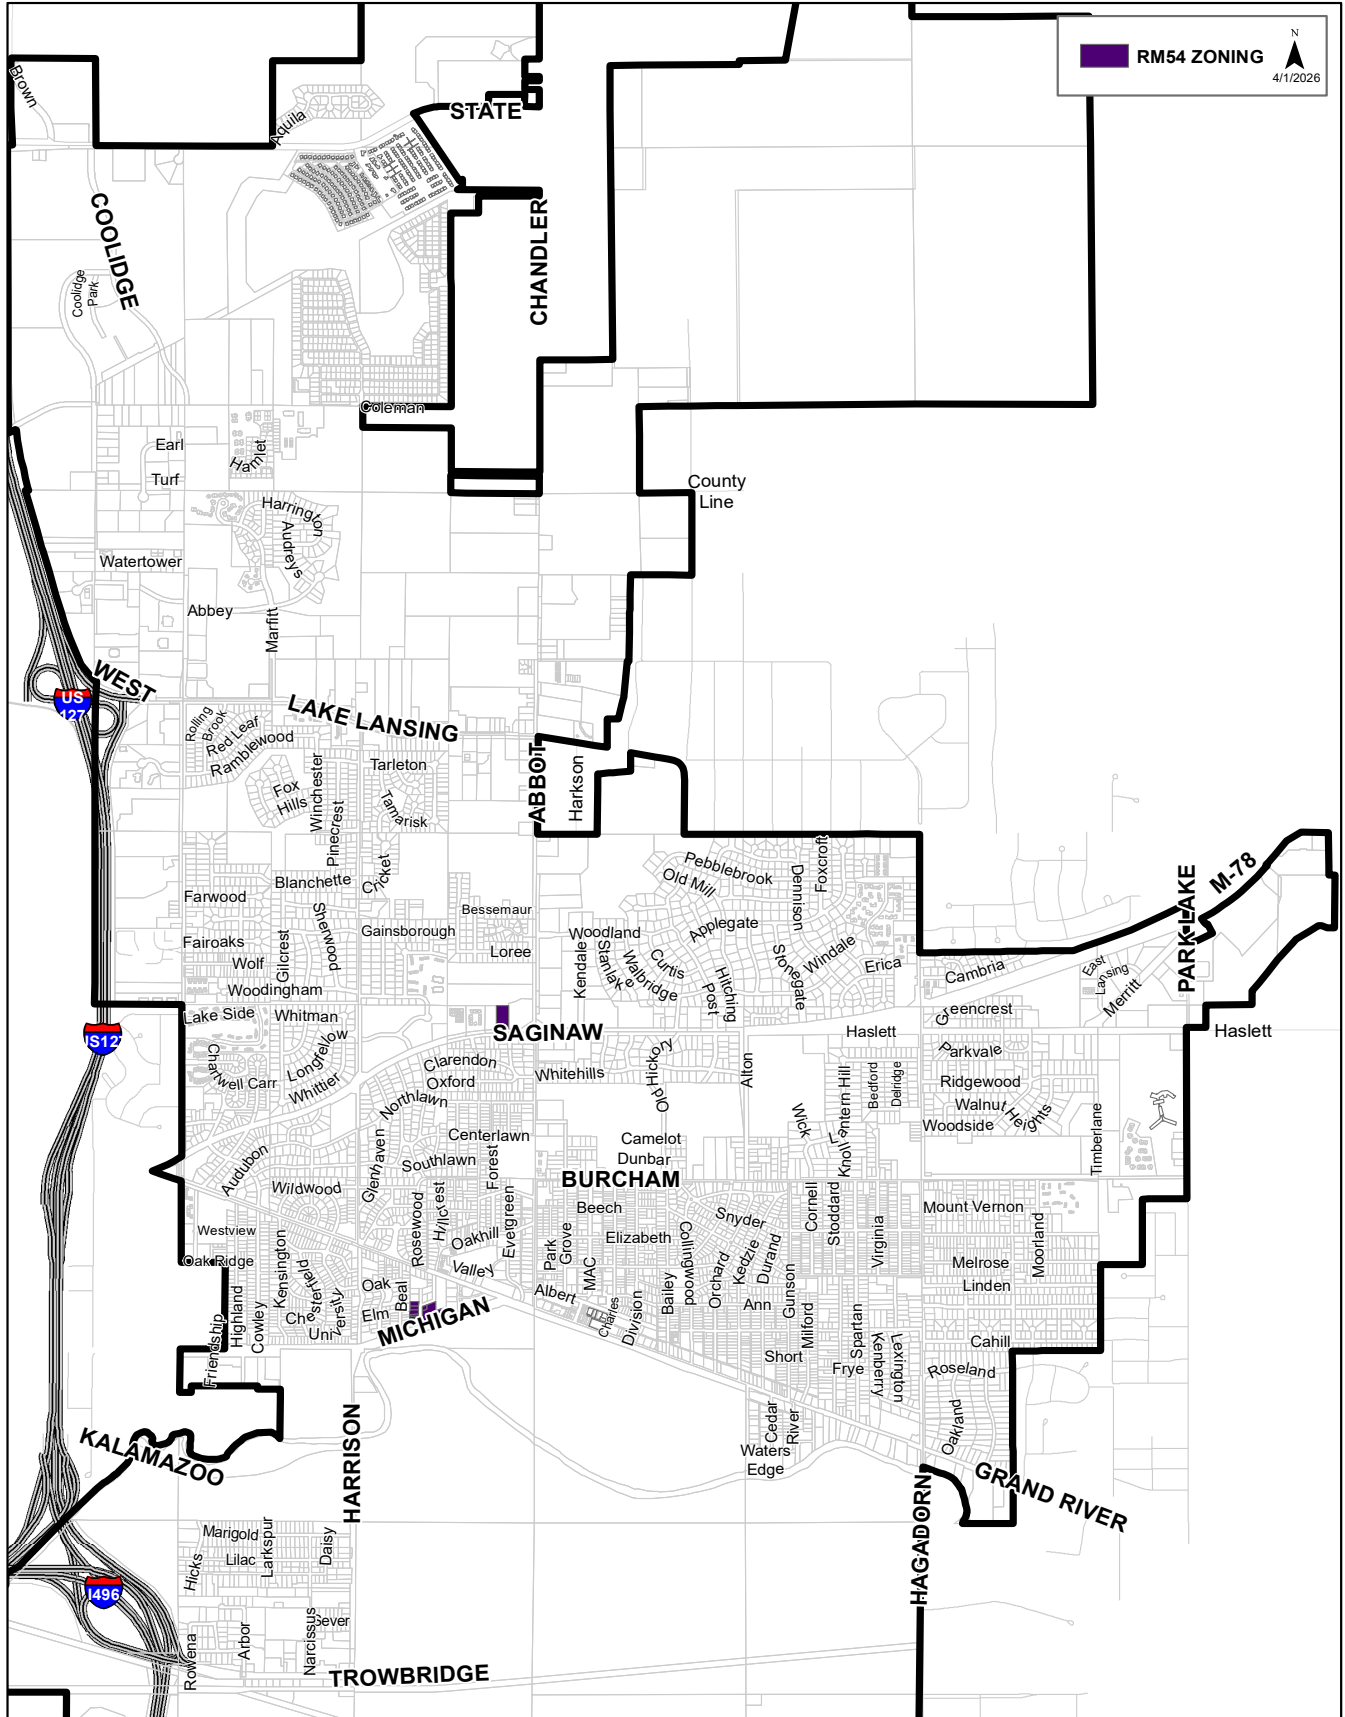 RM54 ZONING
N
4/1/2026
Brown
Aquila
STATE
COOLIDGE
Coolidge
Park
CHANDLER
Coleman
Earl
Hamlet
Turf
County
Line
Harrington
Audreys
Watertower
Abbey
Marfitt
WEST
US
127
LAKE LANSING
Rolling
Brook
Red Leaf
Ramblewood
Tarleton
ABBOT
Harkson
Fox
Hills
Winchester
Pinecrest
Tamarisk
Pebblebrook
Old Mill
Dennison
Foxcroft
PARK LAKE
M-78
Blanchette
Cricket
Farwood
Sherwood
Bessemaur
Applegate
Gainsborough
Woodland
Fairoaks
Gilcrest
Loree
Kendale
Stanlake
Walbridge
Curtis
Stonegate
Windale
Wolf
Erica
Cambria
East
Lansing
Merritt
Woodingham
Hitching
Post
Lake Side
Whitman
Greencrest
SAGINAW
Haslett
Haslett
US127
Longfellow
Chartwell Carr
Whittier
Clarendon
Oxford
Whitehills
Old Hickory
Alton
Parkvale
Bedford
Delridge
Ridgewood
Northlawn
Walnut Heights
Lantern Hill
Wick
Knoll
Woodside
Timberlane
Centerlawn
Camelot
Dunbar
Audubon
Glenhaven
Southlawn
Forest
BURCHAM
Wildwood
Rosewood
Hillcrest
Evergreen
Beech
Snyder
Cornell
Stoddard
Mount Vernon
Westview
Oakhill
Park
Grove
Elizabeth
Collingwood
Virginia
Moorland
Oak Ridge
Kensington
Chesterfield
Valley
MAC
Orchard
Kedzie
Durand
Melrose
Linden
Oak
Beal
Albert
Bailey
Gunson
Highland
Cowley
University
Elm
MICHIGAN
Charles
Division
Ann
Milford
Spartan
Kenberry
Lexington
Cahill
Friendship
Short
Frye
Roseland
KALAMAZOO
HARRISON
Cedar
River
Oakland
Waters
Edge
GRAND RIVER
HAGADORN
Marigold
Lilac
Larkspur
Daisy
Hicks
I496
Sever
Arbor
Narcissus
Rowena
TROWBRIDGE